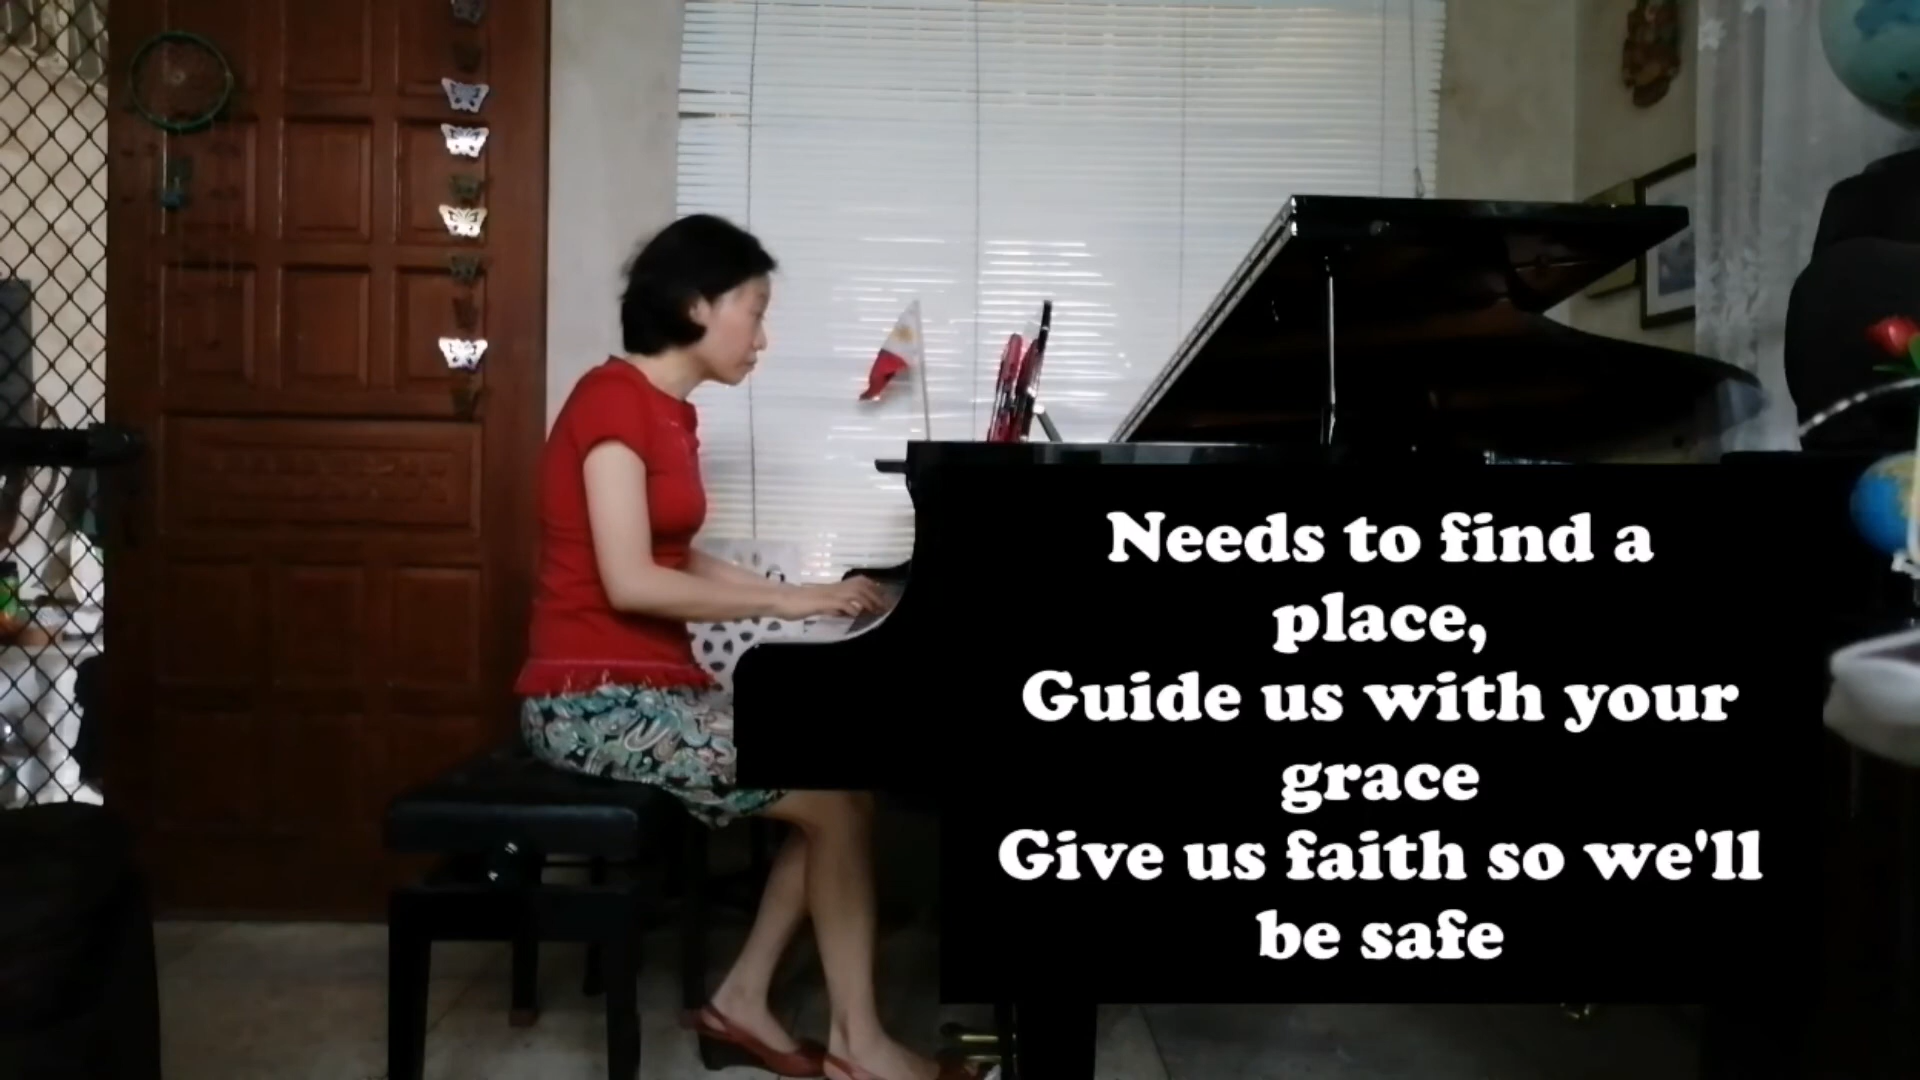 Needs to find a
place,
Guide us with your
grace
Give us faith so we'll
be safe